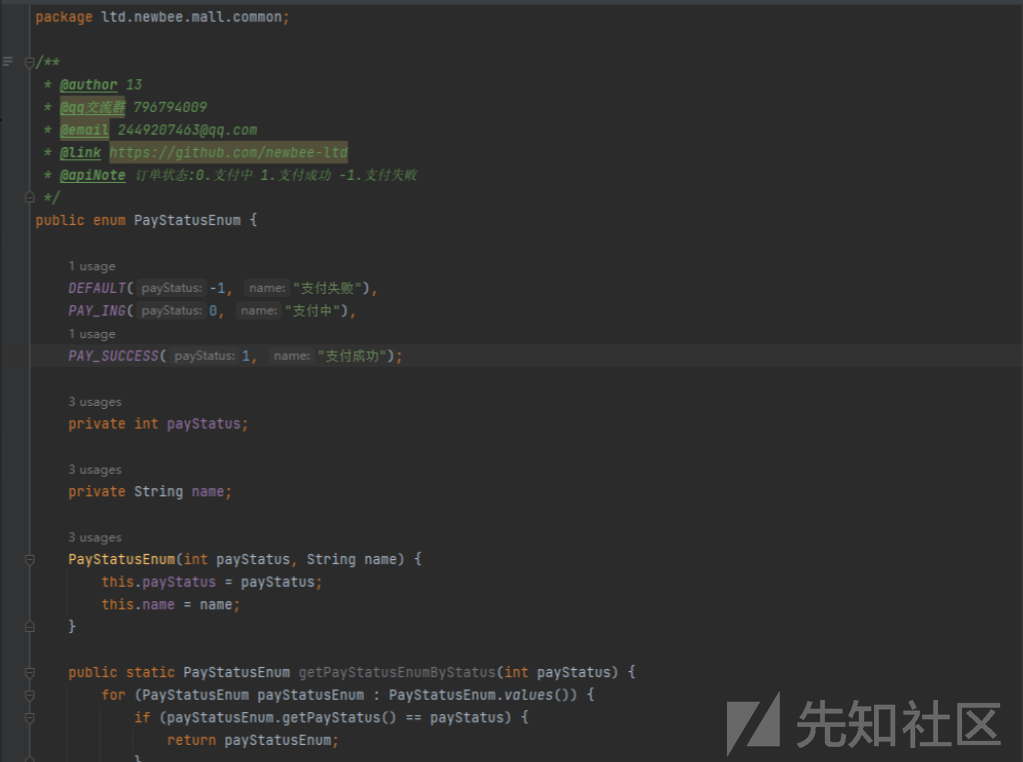 package ltd.newbee.mall.common;
/**
* @author 13
* @qq交流群 796794009
* @email 2449207463@qq.com
* @link https://github.com/newbee-ltd
* @apiNote 订单状态:0.支付中 1.支付成功 -1.支付失败
*/
public enum PayStatusEnum {
1 usage
DEFAULT( payStatus: -1, name: "支付失败"),
PAY_ING( payStatus: 0, name: "支付中"),
1 usage
PAY_SUCCESS( payStatus: 1, name: "支付成功");
3 usages
private int payStatus;
3 usages
private String name;
3 usages
PayStatusEnum(int payStatus, String name) {
this.payStatus = payStatus;
this.name = name;
}
public static PayStatusEnum getPayStatusEnumByStatus(int payStatus) {
for (PayStatusEnum payStatusEnum : PayStatusEnum.values()) {
if (payStatusEnum.getPayStatus() == payStatus) {
return payStatusEnum;
}
先知社区